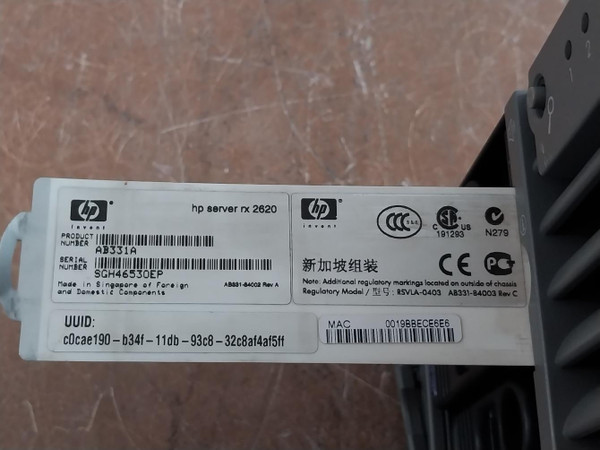 hp
invent
hp server rx 2620
PRODUCT NUMBER
AB331A
SERIAL NUMBER
SGH46530EP
Made in Singapore of Foreign
and Domestic Components
AB331-84002 Rev A
hp
invent
CCC S&E
C US
191293
N279
新加坡组装
CE
Note: Additional regulatory markings located on outside of chassis
Regulatory Model / 型号: RSVLA-0403 AB331-84003 Rev C
UUID:
c0cae190-b34f-11db-93c8-32c8af4af5ff
MAC 0019BBECE6E6